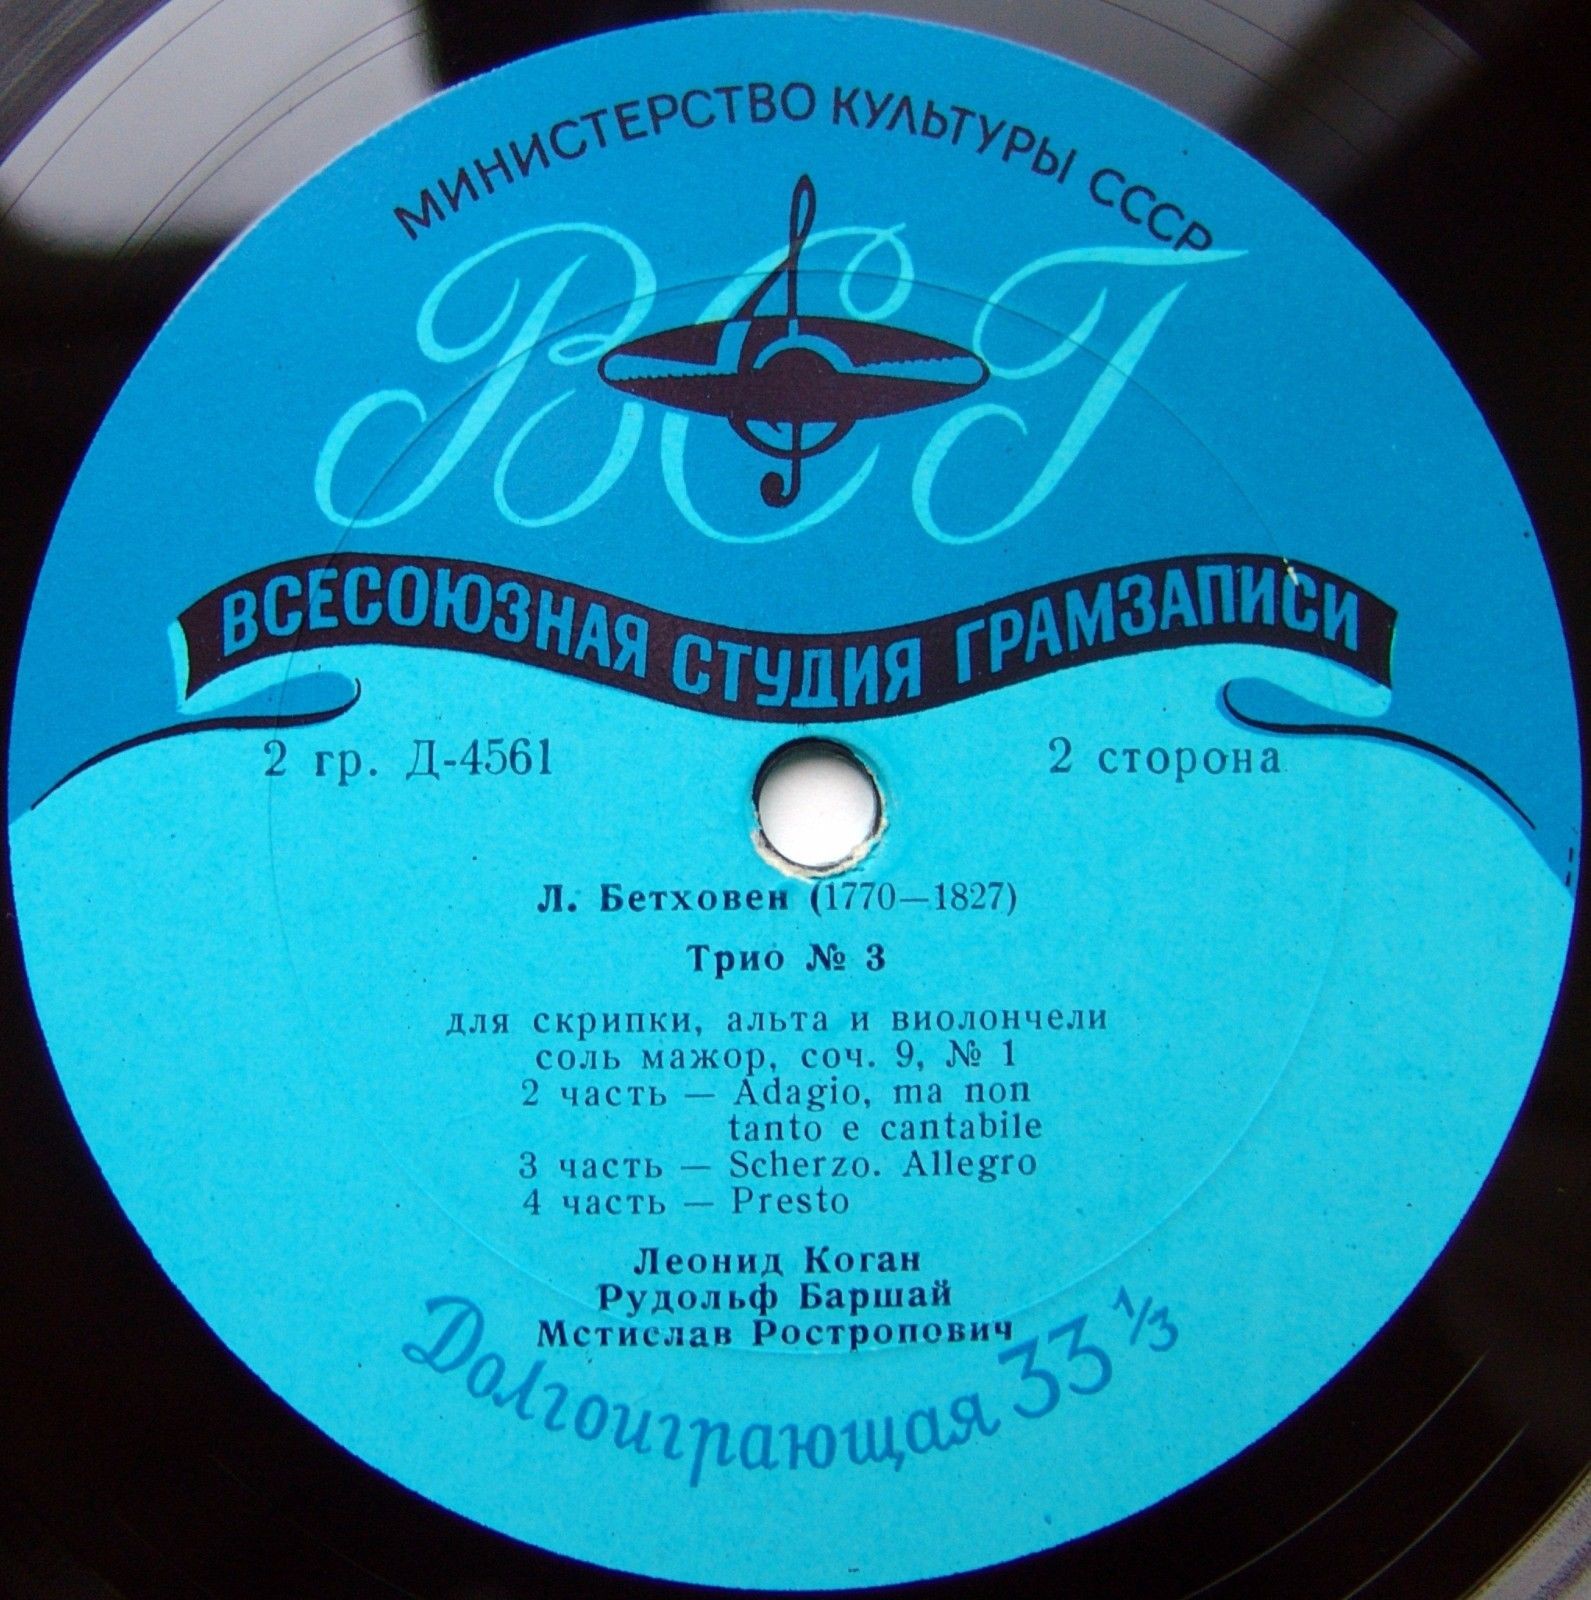 МИНИСТЕРСТВО КУЛЬТУРЫ СССР
ВСГ
ВСЕСОЮЗНАЯ СТУДИЯ ГРАМЗАПИСИ
2 гр. Д-4561
2 сторона
Л. Бетховен (1770—1827)
Трио № 3
для скрипки, альта и виолончели
соль мажор, соч. 9, № 1
2 часть — Adagio, ma non
tanto e cantabile
3 часть — Scherzo. Allegro
4 часть — Presto
Леонид Коган
Рудольф Баршай
Мстислав Ростропович
Долгоиграющая 33 1/3